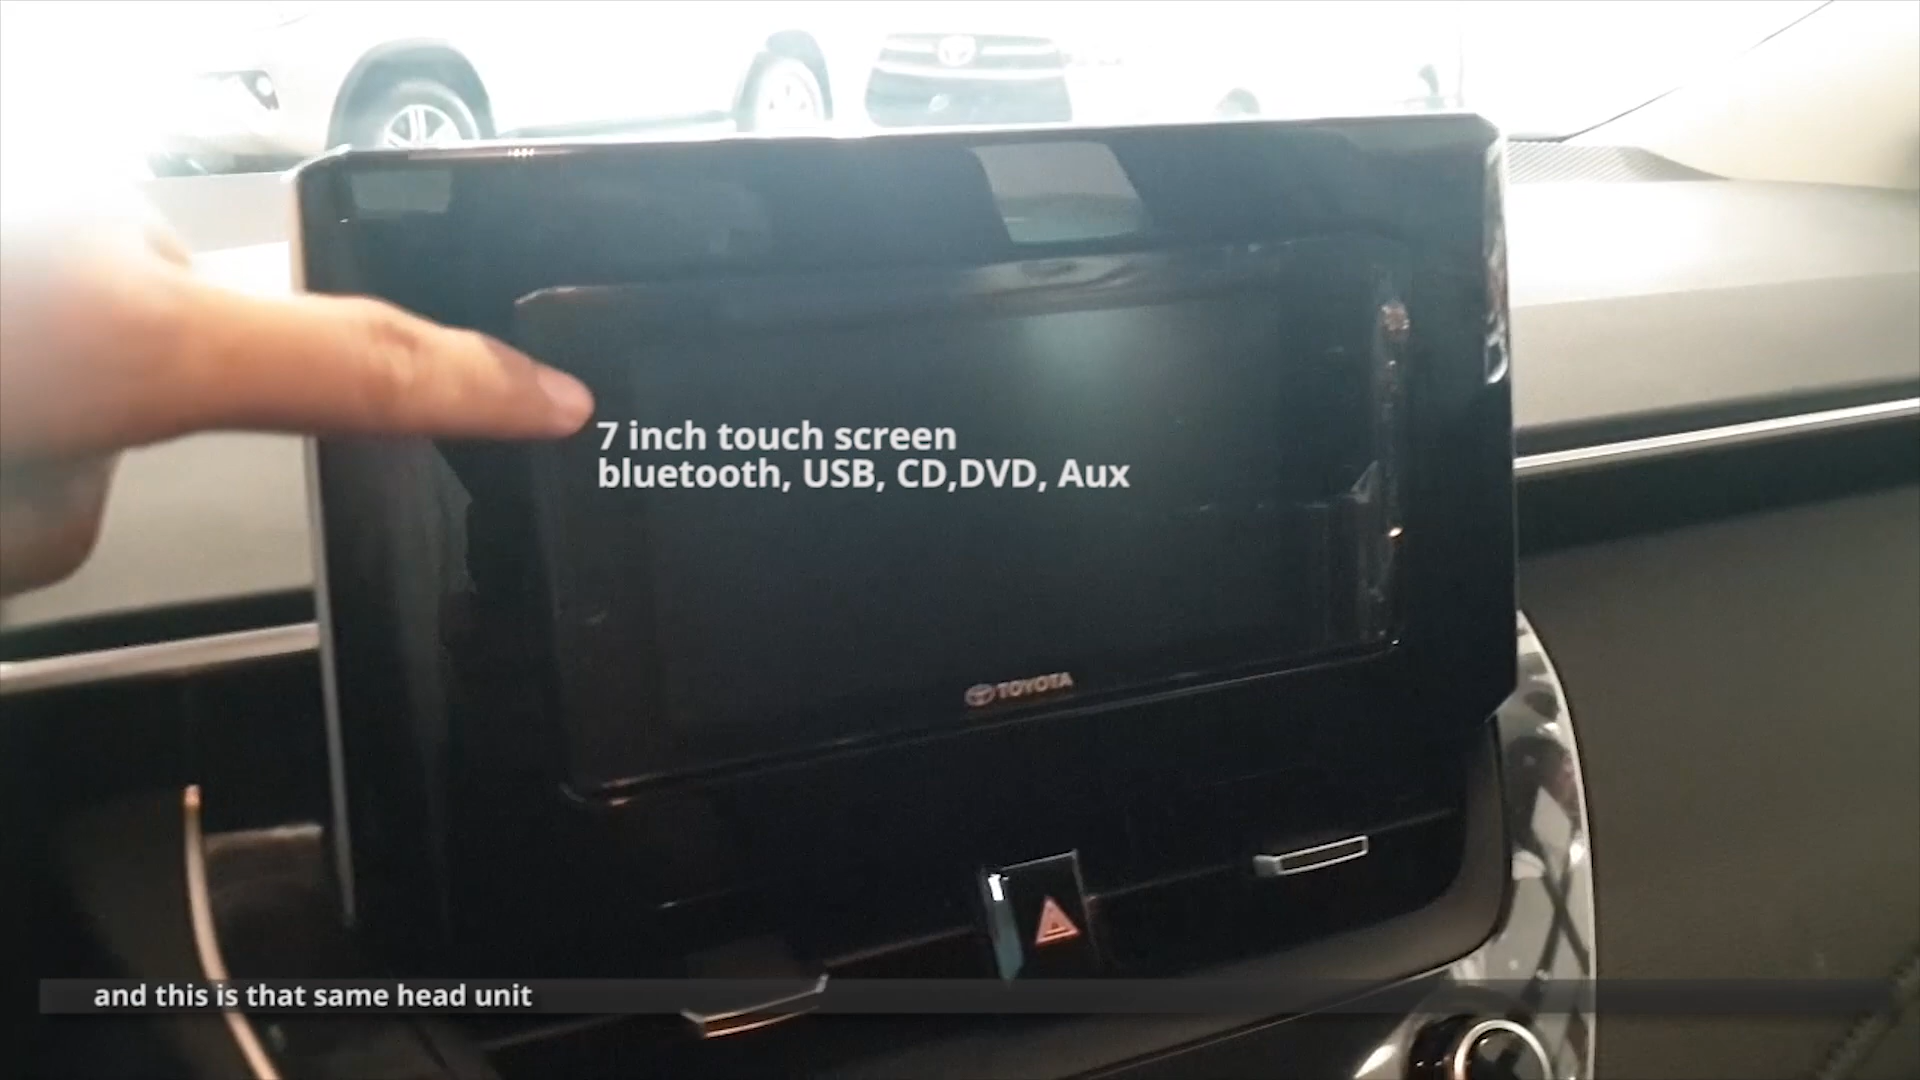 7 inch touch screen
bluetooth, USB, CD,DVD, Aux
TOYOTA
and this is that same head unit